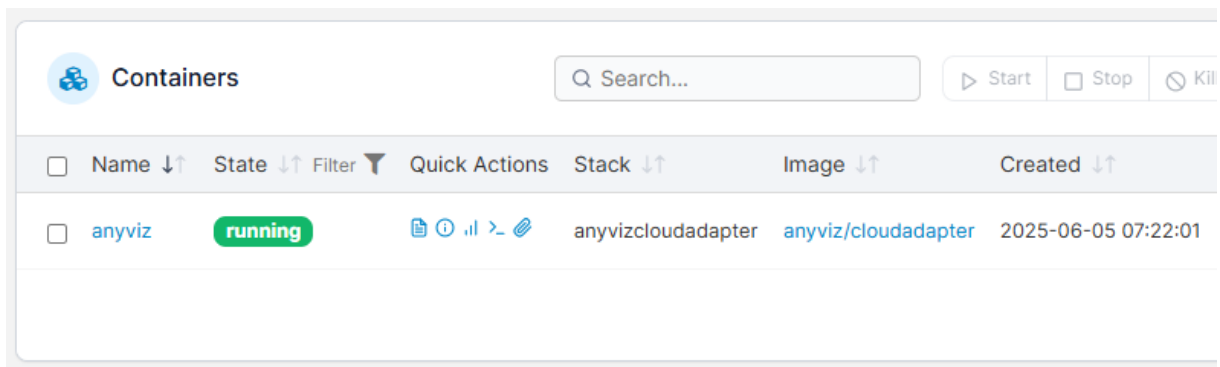 Containers Search... Start Stop Kill
Name State Filter Quick Actions Stack Image Created
anyviz running anyvizcloudadapter anyviz/cloudadapter 2025-06-05 07:22:01